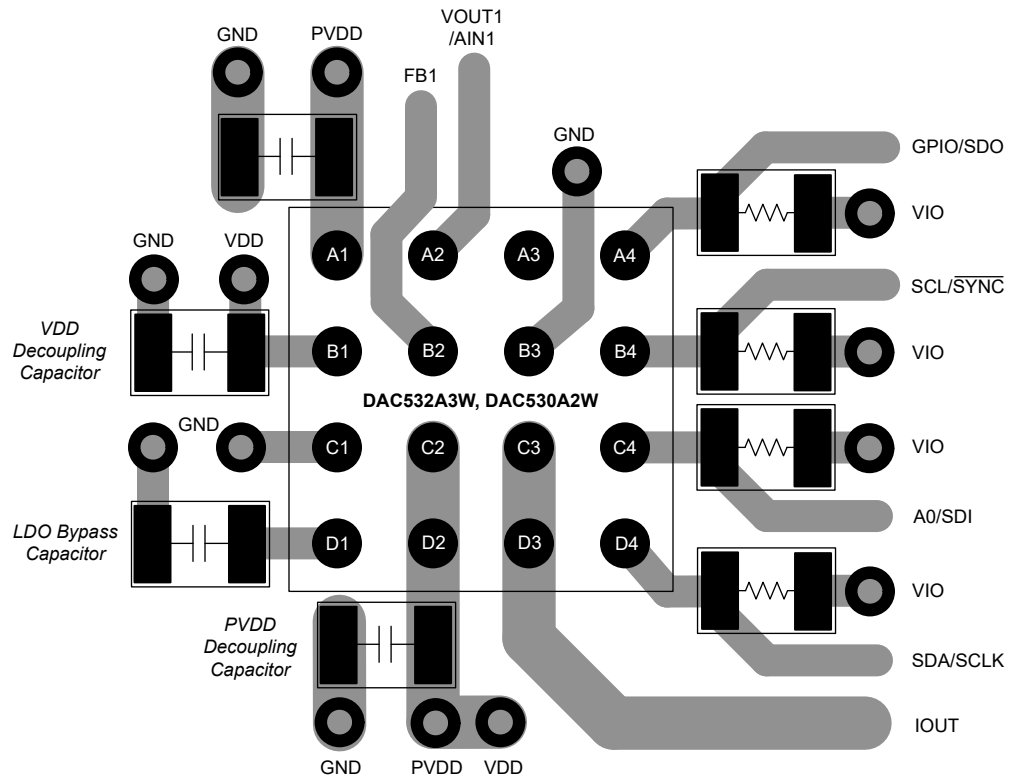 VOUT1
/AIN1
GND
PVDD
FB1
GND
GPIO/SDO
VIO
GND
VDD
A1
A2
A3
A4
SCL/SYNC
VDD
Decoupling
Capacitor
B1
B2
B3
B4
VIO
DAC532A3W, DAC530A2W
GND
C1
C2
C3
C4
VIO
LDO Bypass
Capacitor
D1
D2
D3
D4
A0/SDI
VIO
PVDD
Decoupling
Capacitor
SDA/SCLK
IOUT
GND
PVDD
VDD